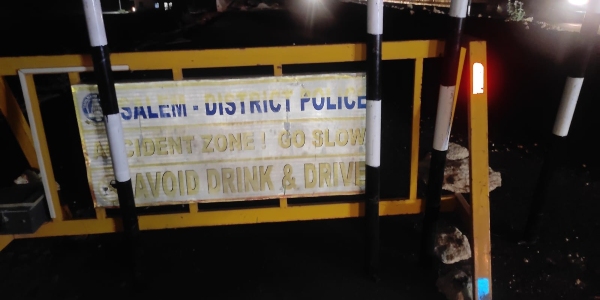 SALEM - DISTRICT POLICE
ACCIDENT ZONE ! GO SLOW
AVOID DRINK & DRIVE